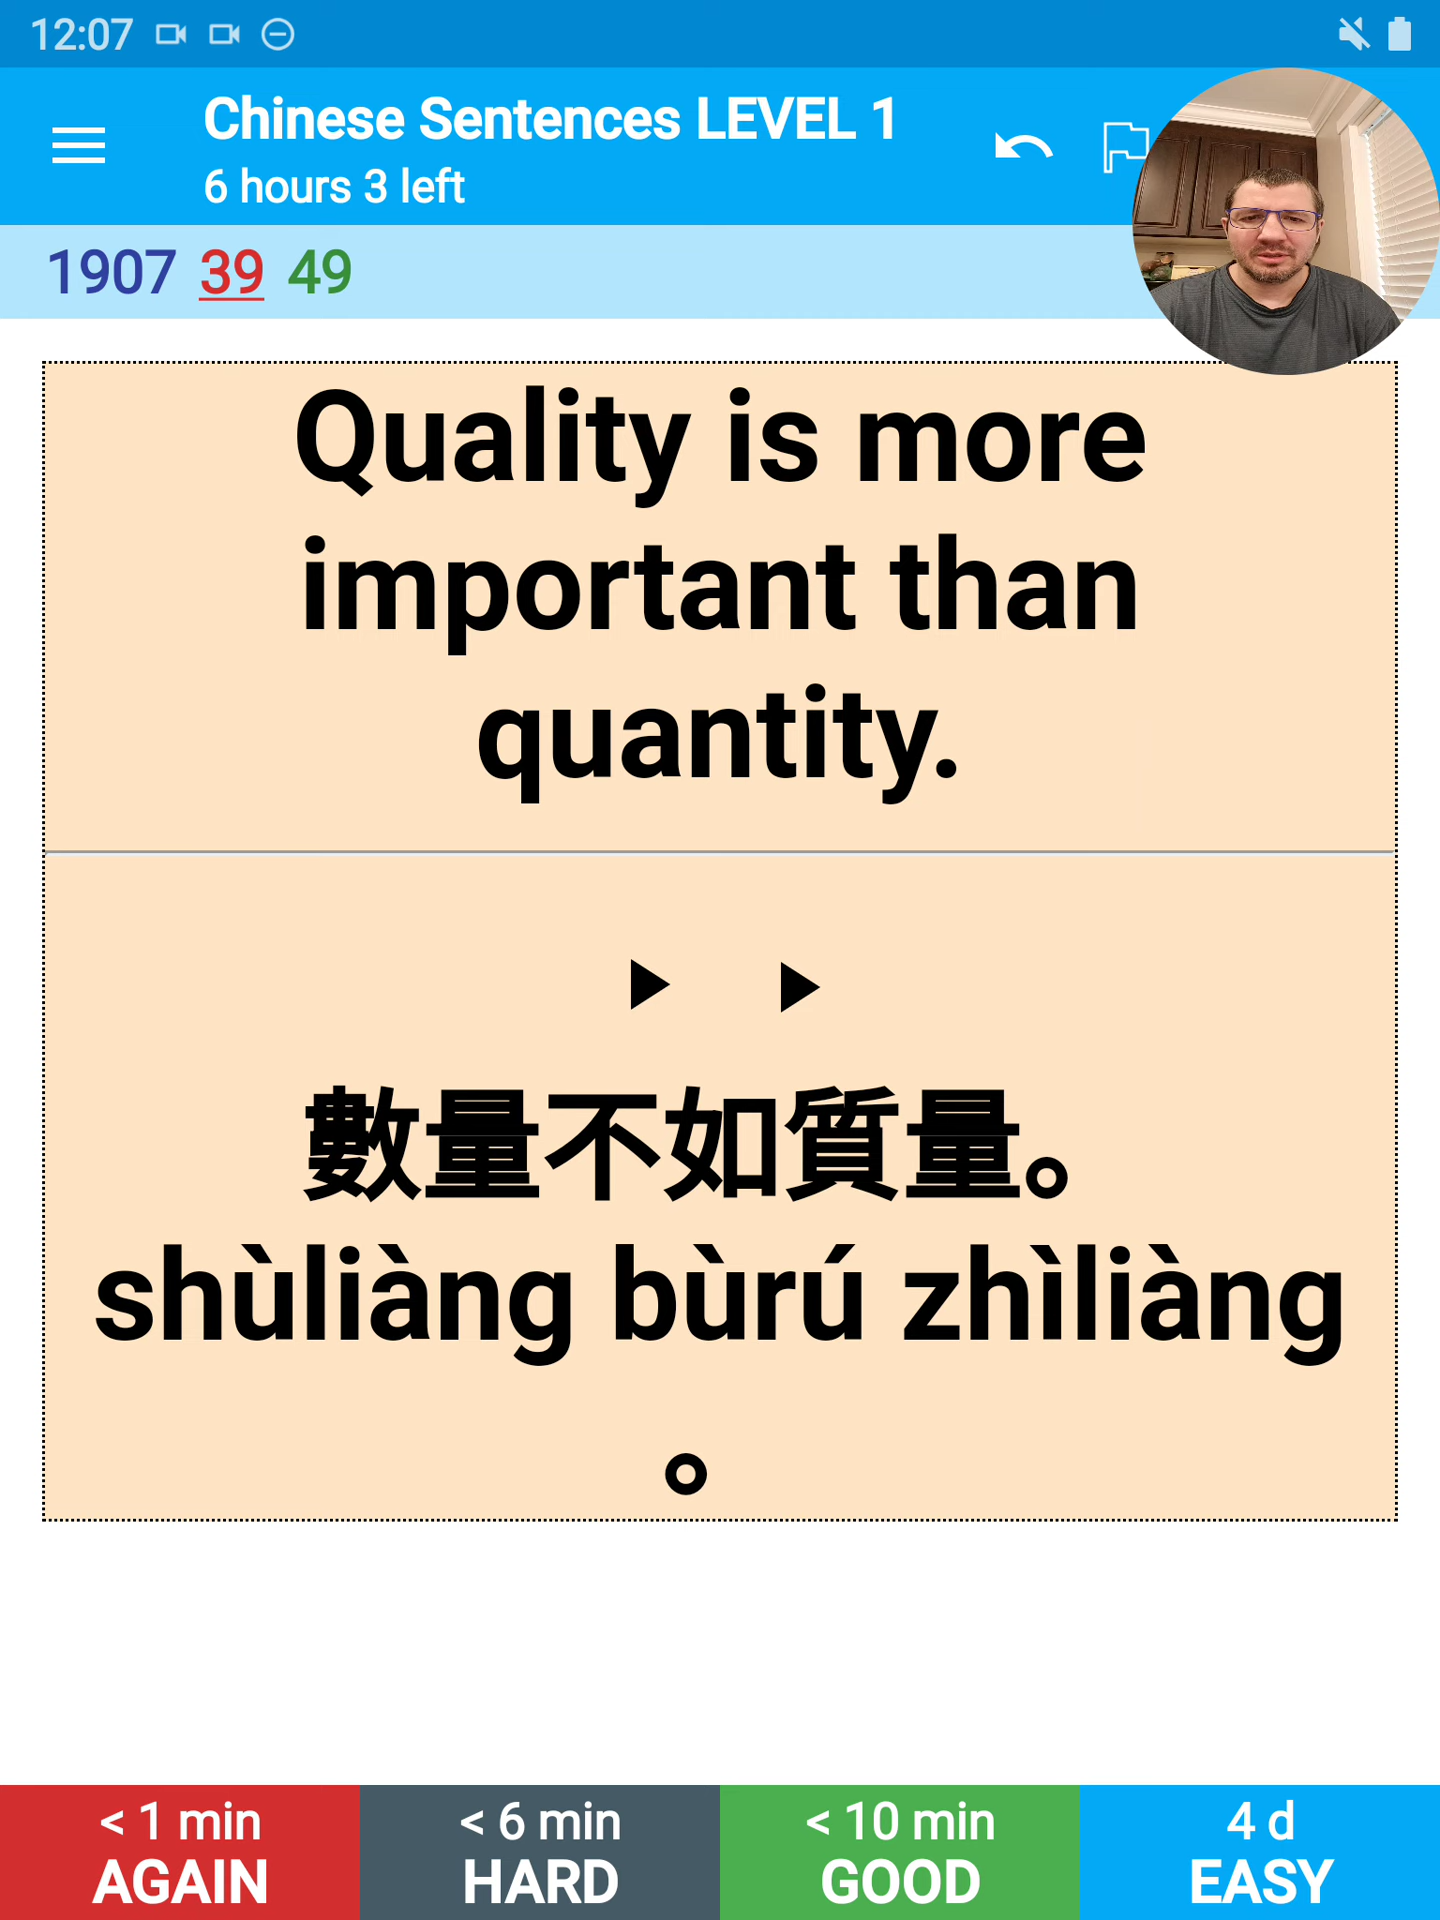 12:07
Chinese Sentences LEVEL 1
6 hours 3 left
1907 39 49
Quality is more
important than
quantity.
數量不如質量。
shùliàng bùrú zhìliàng
。
< 1 min
AGAIN
< 6 min
HARD
< 10 min
GOOD
4 d
EASY